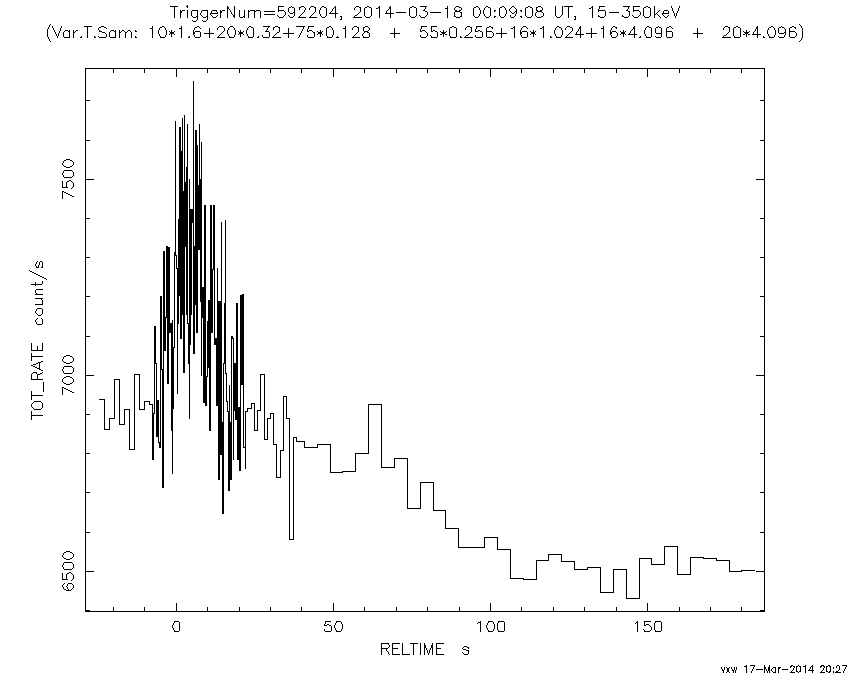 TriggerNum=592204, 2014-03-18 00:09:08 UT, 15-350keV
(Var.T.Sam: 10*1.6+20*0.32+75*0.128 + 55*0.256+16*1.024+16*4.096 + 20*4.096)
7500
7000
6500
TOT_RATE count/s
0 50 100 150
RELTIME s
vxw 17-Mar-2014 20:27